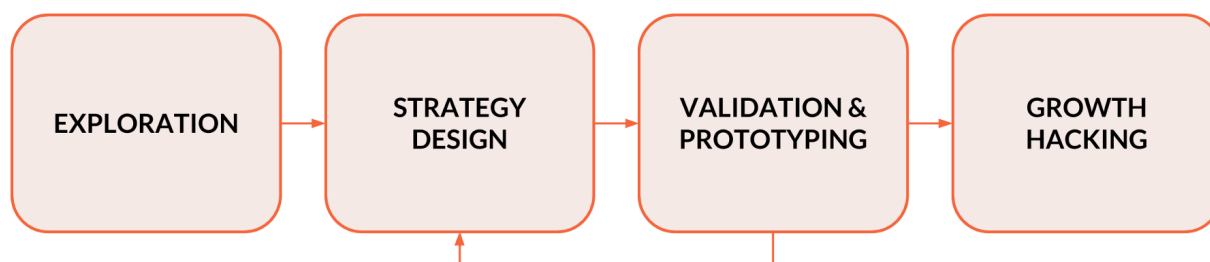 EXPLORATION
STRATEGY
DESIGN
VALIDATION &
PROTOTYPING
GROWTH
HACKING